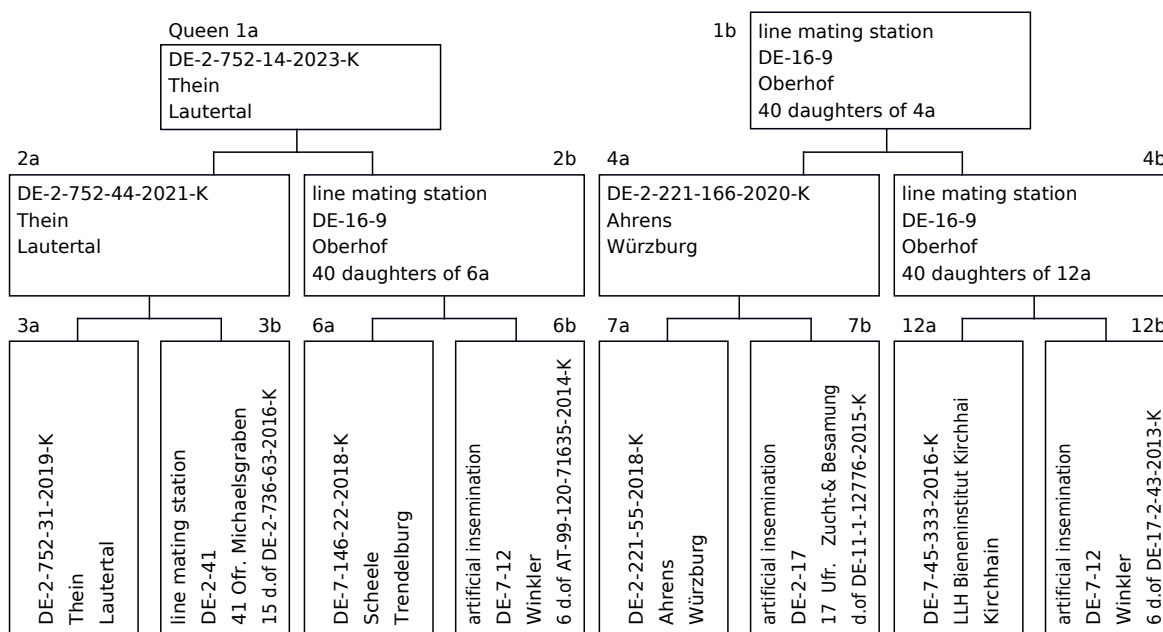 Queen 1a
DE-2-752-14-2023-K
Thein
Lautertal
1b
line mating station
DE-16-9
Oberhof
40 daughters of 4a
2a
DE-2-752-44-2021-K
Thein
Lautertal
2b
line mating station
DE-16-9
Oberhof
40 daughters of 6a
4a
DE-2-221-166-2020-K
Ahrens
Würzburg
4b
line mating station
DE-16-9
Oberhof
40 daughters of 12a
3a
DE-2-752-31-2019-K
Thein
Lautertal
3b
line mating station
DE-2-41
41 Ofr. Michaelsgraben
15 d.of DE-2-736-63-2016-K
6a
DE-7-146-22-2018-K
Scheele
Trendelburg
6b
artificial insemination
DE-7-12
Winkler
6 d.of AT-99-120-71635-2014-K
7a
DE-2-221-55-2018-K
Ahrens
Würzburg
7b
artificial insemination
DE-2-17
17 Ufr. Zucht-& Besamung
d.of DE-11-1-12776-2015-K
12a
DE-7-45-333-2016-K
LLH Bieneninstitut Kirchhai
Kirchhain
12b
artificial insemination
DE-7-12
Winkler
6 d.of DE-17-2-43-2013-K